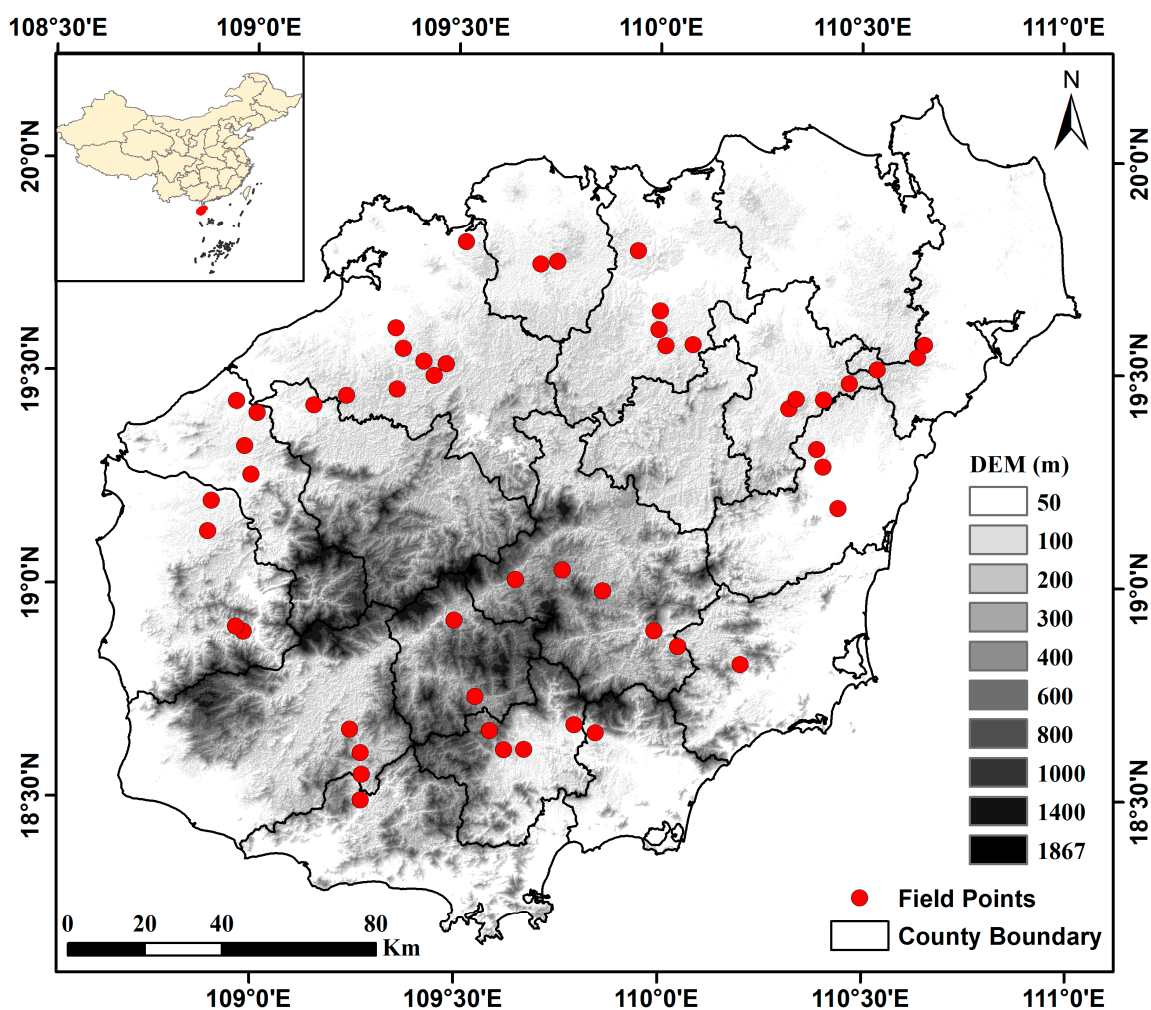 108°30'E 109°0'E 109°30'E 110°0'E 110°30'E 111°0'E
N
20°0'N 20°0'N
19°30'N 19°30'N
DEM (m)
50
100
200
19°0'N 19°0'N
300
400
600
800
1000
18°30'N 18°30'N
1400
1867
Field Points
County Boundary
0 20 40 80
Km
109°0'E 109°30'E 110°0'E 110°30'E 111°0'E